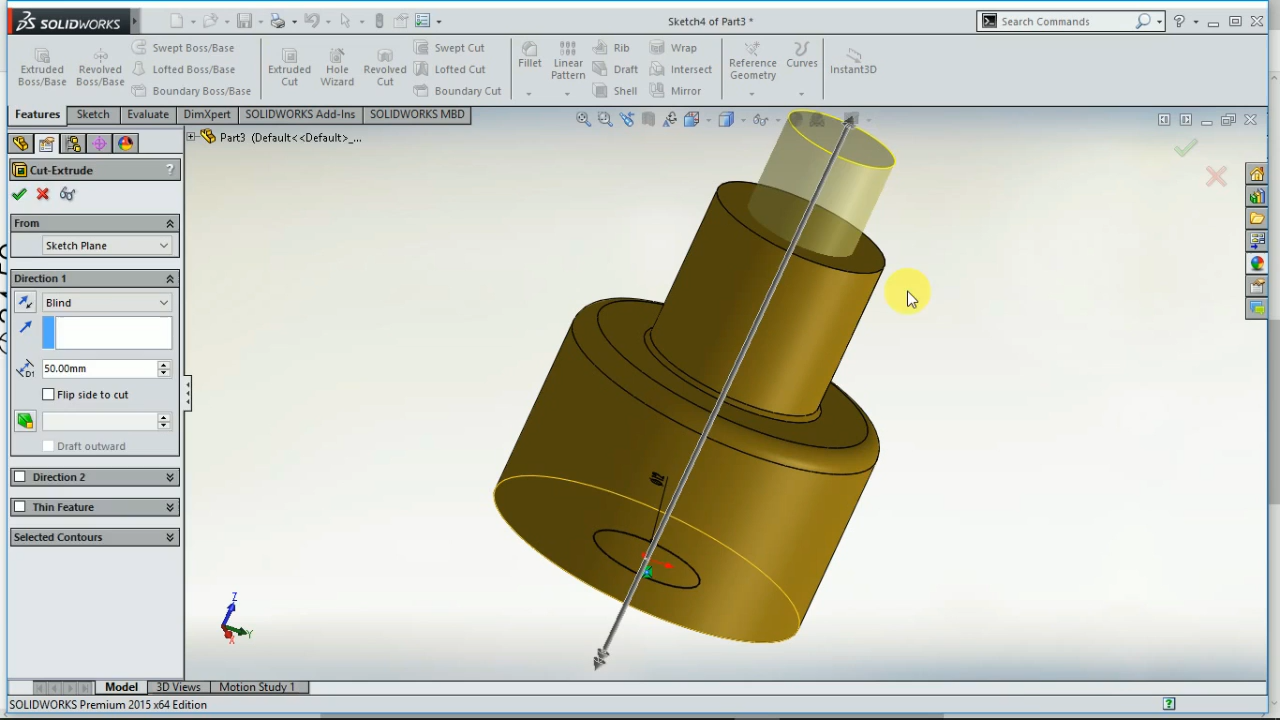 SOLIDWORKS
Sketch4 of Part3 *
Search Commands
Extruded Boss/Base
Revolved Boss/Base
Swept Boss/Base
Lofted Boss/Base
Boundary Boss/Base
Extruded Cut
Hole Wizard
Revolved Cut
Swept Cut
Lofted Cut
Boundary Cut
Fillet
Linear Pattern
Rib
Draft
Shell
Wrap
Intersect
Mirror
Reference Geometry
Curves
Instant3D
Features
Sketch
Evaluate
DimXpert
SOLIDWORKS Add-Ins
SOLIDWORKS MBD
Part3 (Default<<Default>_...
Cut-Extrude
?
From
Sketch Plane
Direction 1
Blind
D1
50.00mm
Flip side to cut
Draft outward
Direction 2
Thin Feature
Selected Contours
Z
Y
X
Model
3D Views
Motion Study 1
SOLIDWORKS Premium 2015 x64 Edition